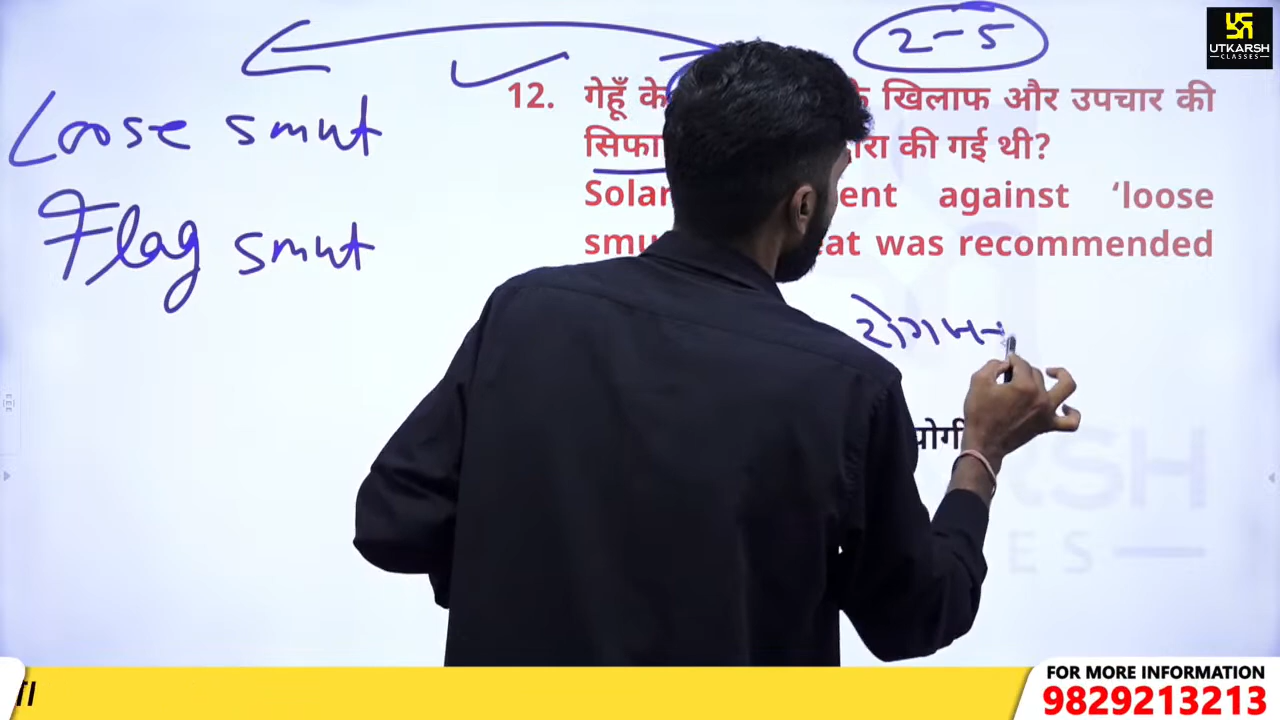 2-5
UTKARSH
CLASSES
12. गेहूँ के के खिलाफ और उपचार की
सिफा द्वारा की गई थी?
Solar ent against ‘loose
smu eat was recommended
Loose smut
Flag smut
FOR MORE INFORMATION
9829213213